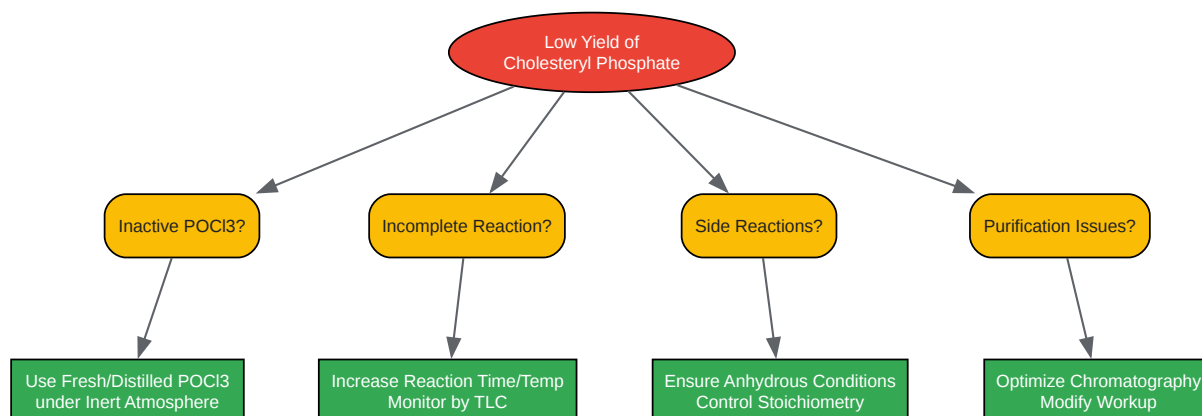 Low Yield of
Cholesteryl Phosphate
Inactive POCl3?
Incomplete Reaction?
Side Reactions?
Purification Issues?
Use Fresh/Distilled POCl3
under Inert Atmosphere
Increase Reaction Time/Temp
Monitor by TLC
Ensure Anhydrous Conditions
Control Stoichiometry
Optimize Chromatography
Modify Workup